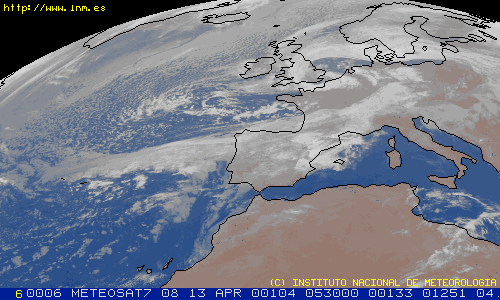 http://www.inm.es
(C) INSTITUTO NACIONAL DE METEOROLOGIA
6 0006 METEOSAT7 08 13 APR 00104 053000 00133 01251 04